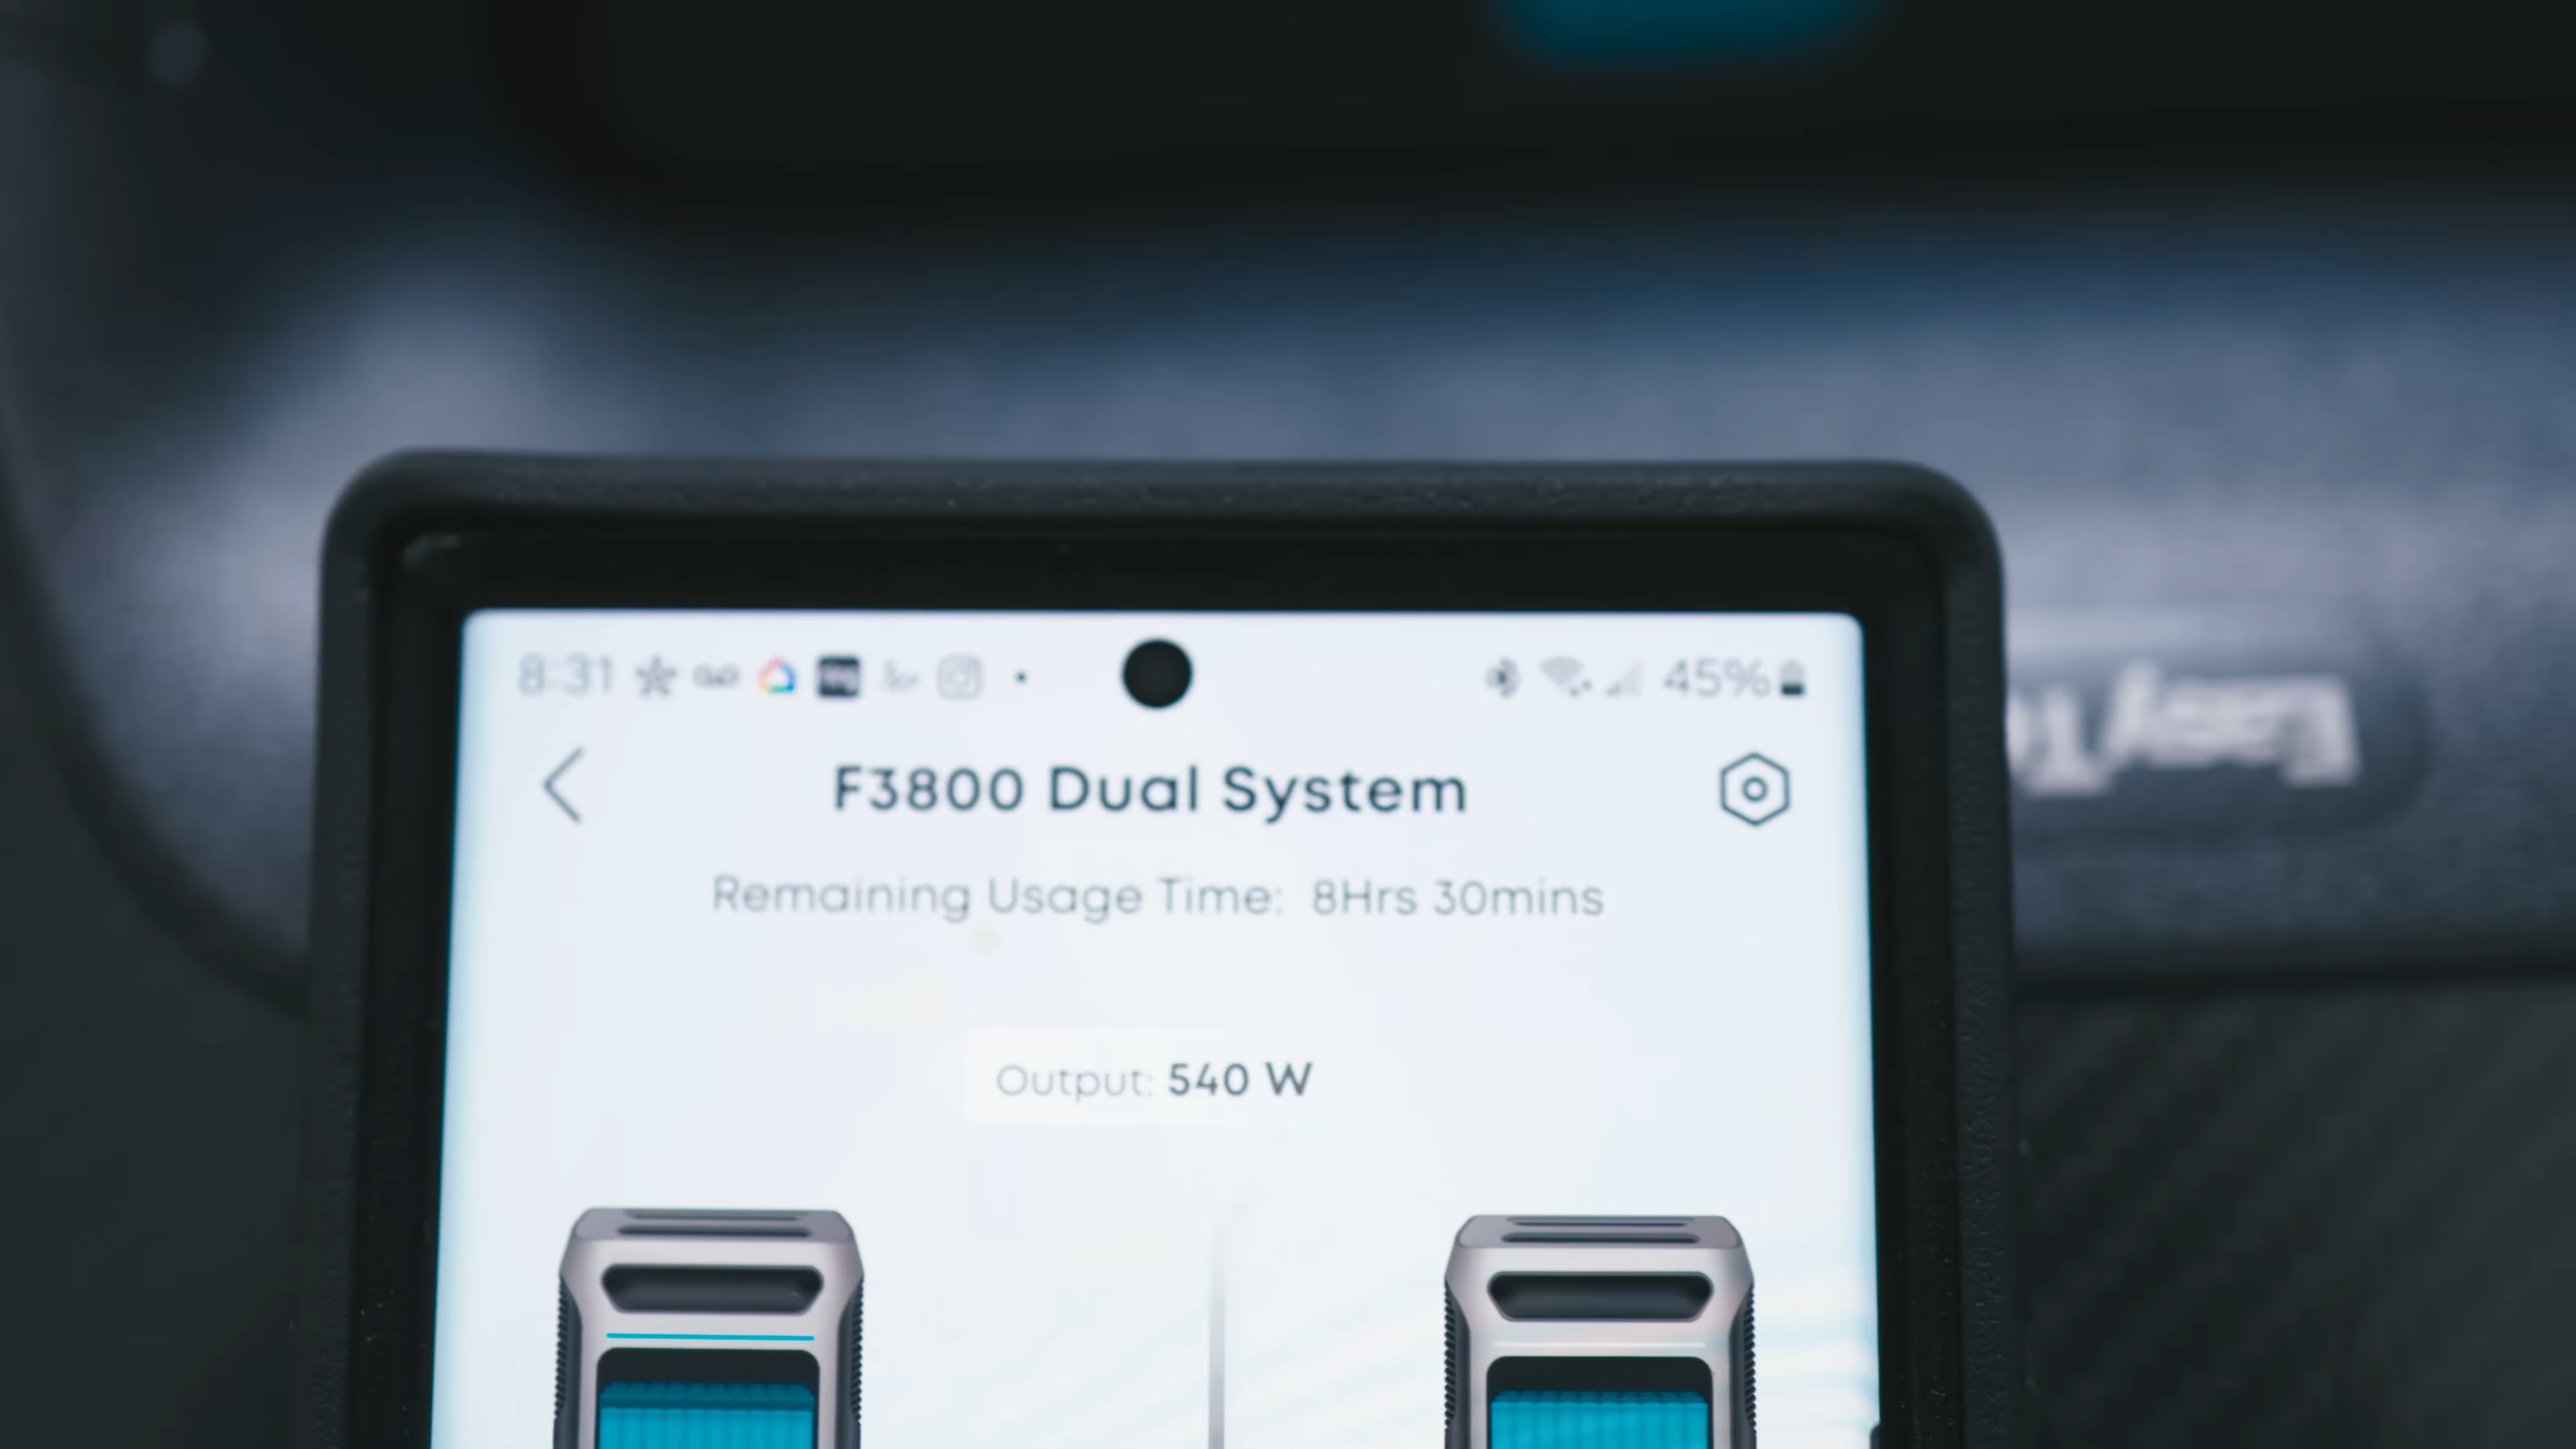 8:31
45%
F3800 Dual System
Remaining Usage Time: 8Hrs 30mins
Output: 540 W